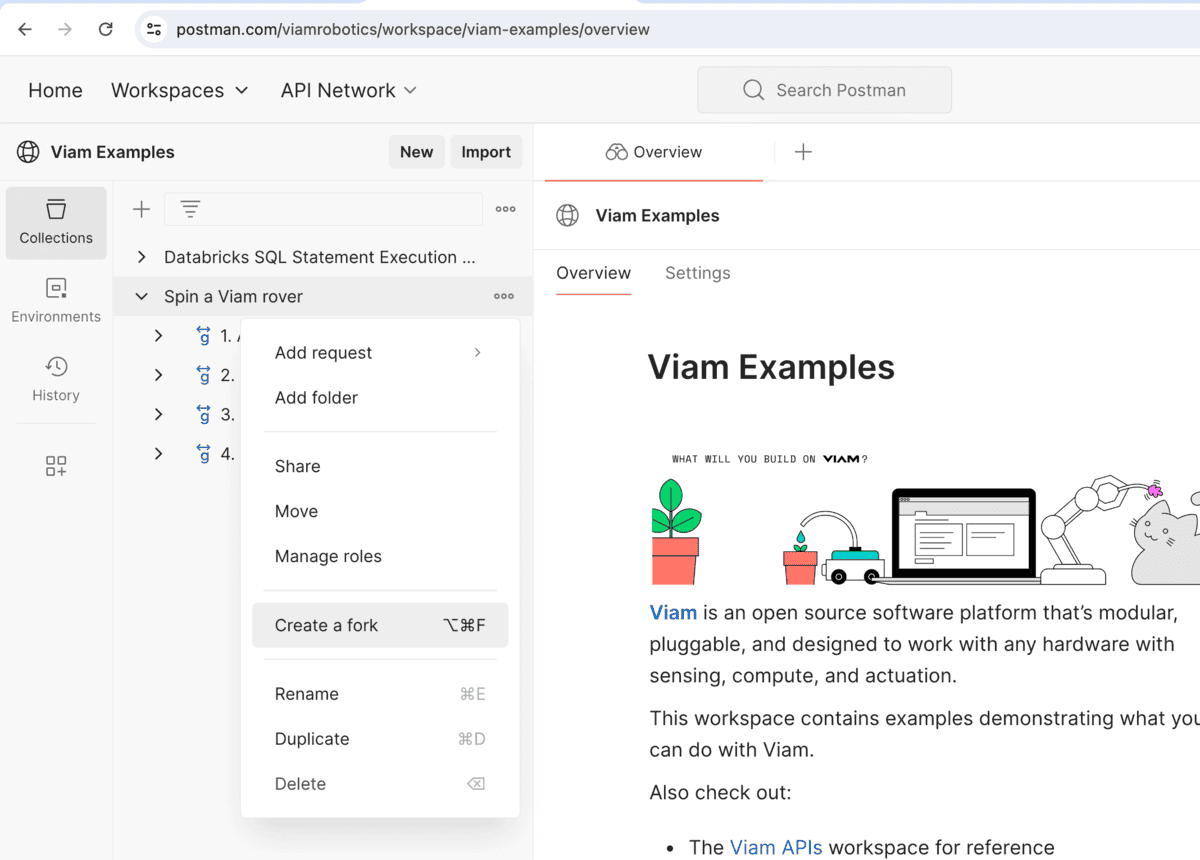 postman.com/viamrobotics/workspace/viam-examples/overview
Home Workspaces API Network Search Postman
Viam Examples New Import
Overview
Collections
Environments
History
Databricks SQL Statement Execution ...
Spin a Viam rover
1.
2.
3.
4.
Add request
Add folder
Share
Move
Manage roles
Create a fork ⌥⌘F
Rename ⌘E
Duplicate ⌘D
Delete
Viam Examples
Overview Settings
Viam Examples
WHAT WILL YOU BUILD ON VIAM?
Viam is an open source software platform that’s modular,
pluggable, and designed to work with any hardware with
sensing, compute, and actuation.
This workspace contains examples demonstrating what you
can do with Viam.
Also check out:
• The Viam APIs workspace for reference